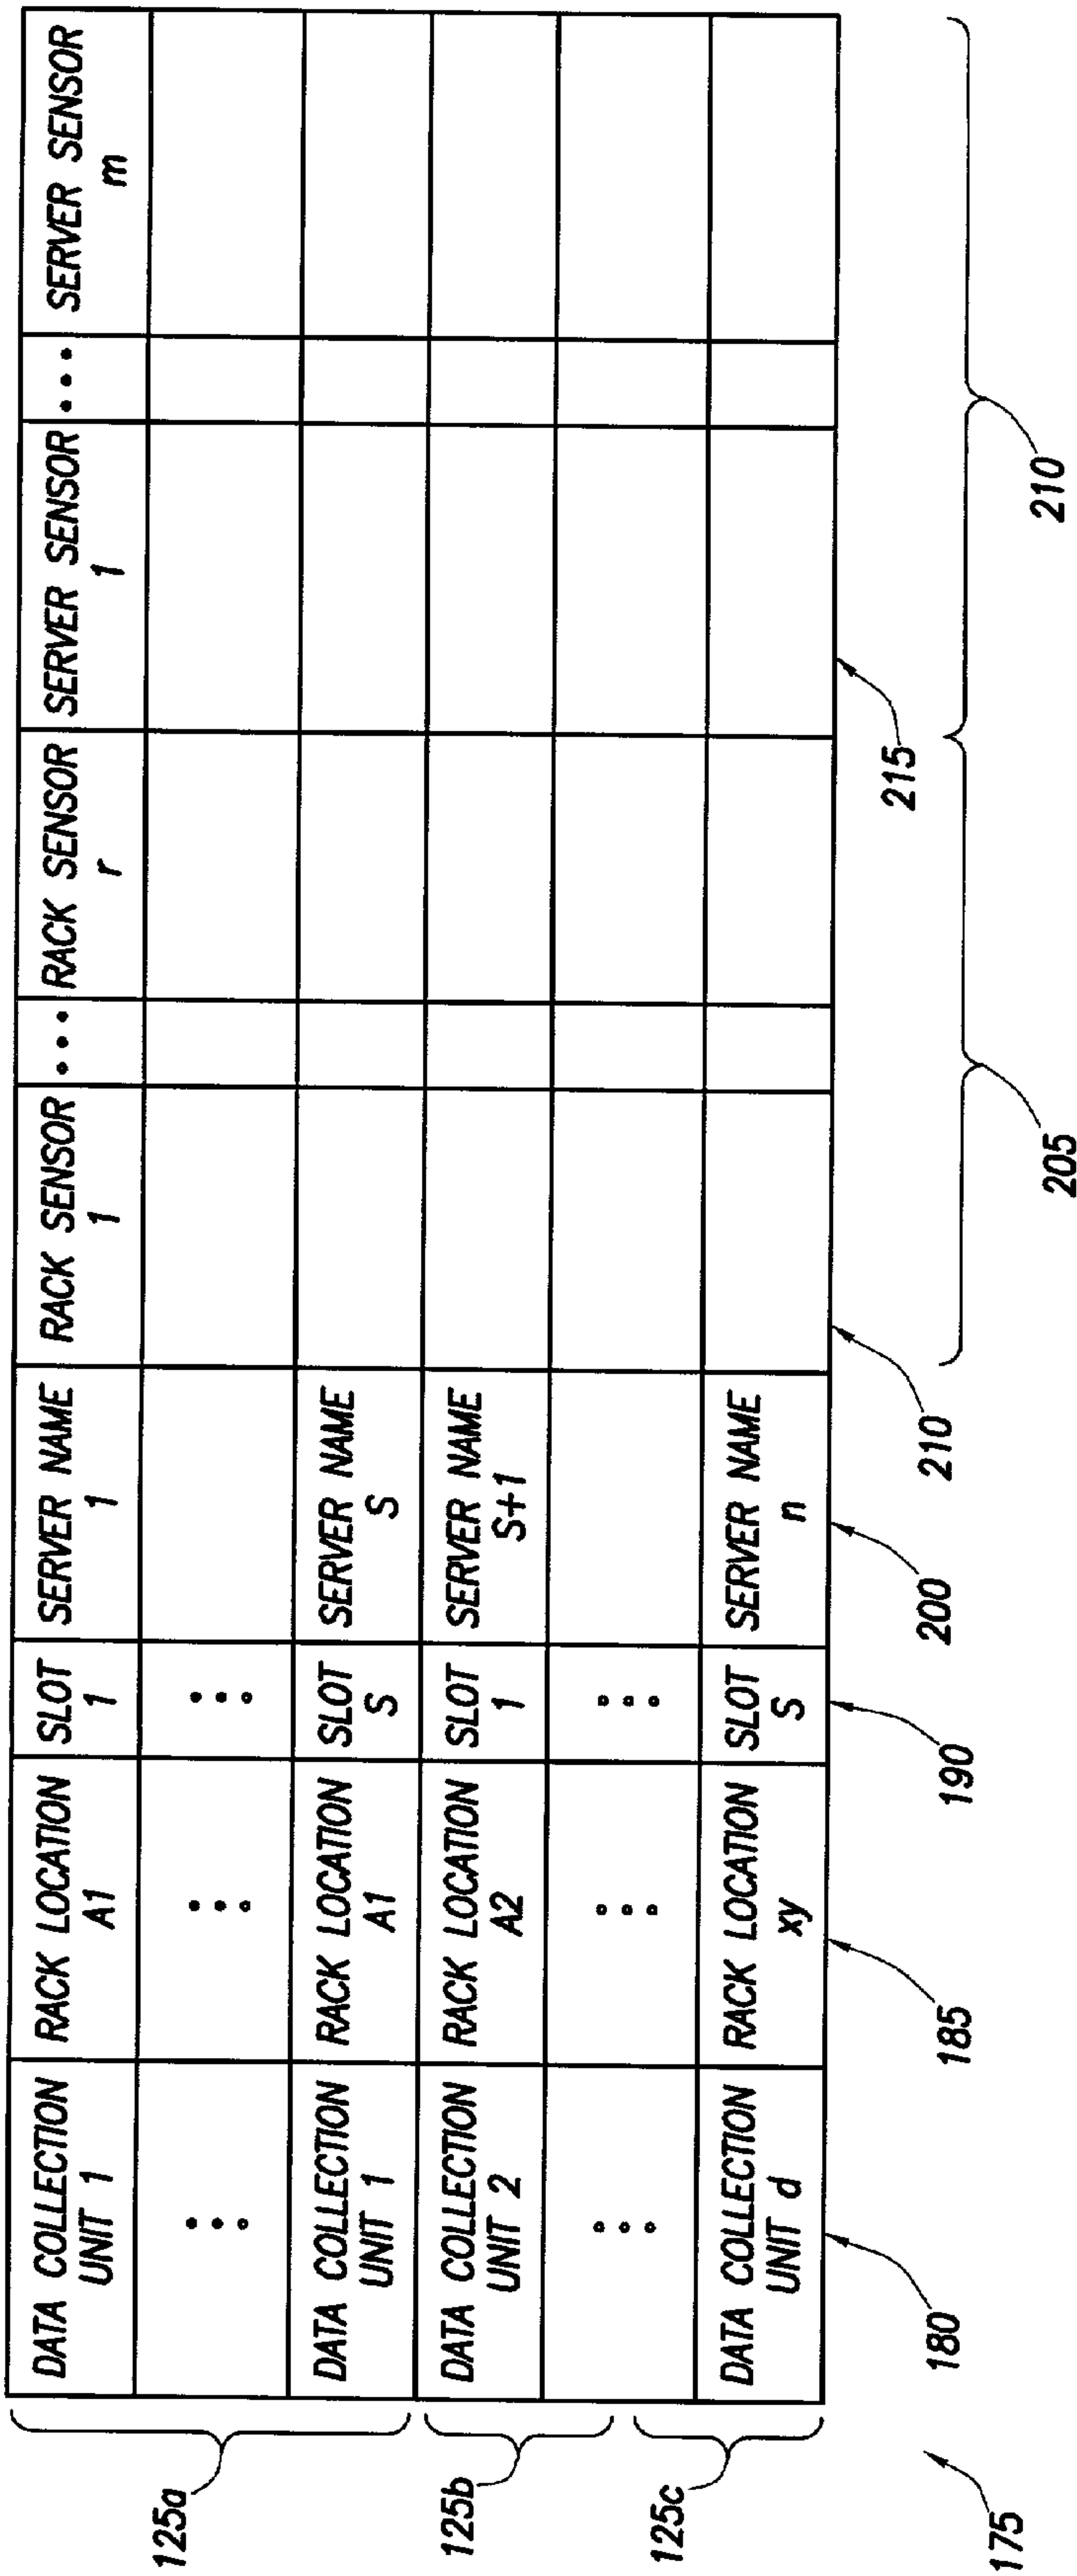 DATA COLLECTION
UNIT 1
RACK LOCATION
A1
SLOT
1
SERVER NAME
1
RACK SENSOR
1
• • •
RACK SENSOR
r
SERVER SENSOR
1
• • •
SERVER SENSOR
m
DATA COLLECTION
UNIT 1
RACK LOCATION
A1
SLOT
S
SERVER NAME
S
DATA COLLECTION
UNIT 2
RACK LOCATION
A2
SLOT
1
SERVER NAME
S+1
DATA COLLECTION
UNIT d
RACK LOCATION
xy
SLOT
S
SERVER NAME
n
125a
125b
125c
175
180
185
190
200
210
215
205
210